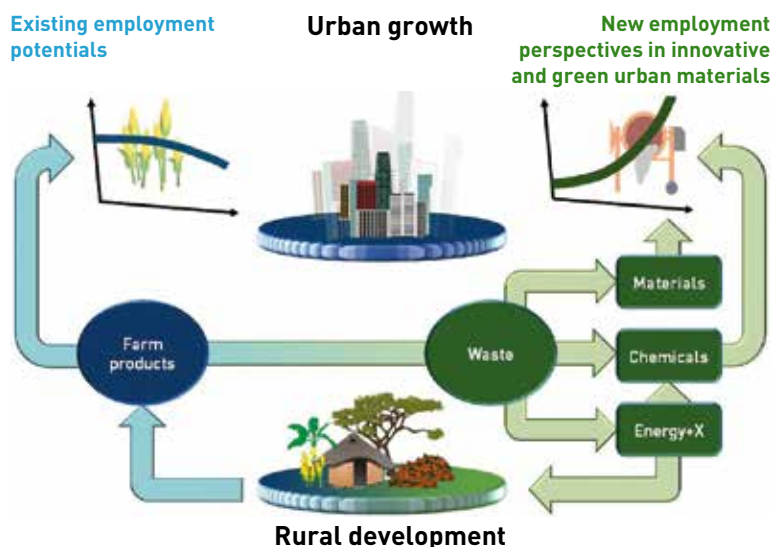 Existing employment
potentials
Urban growth
New employment
perspectives in innovative
and green urban materials
Materials
Farm
products
Waste
Chemicals
Energy+X
Rural development